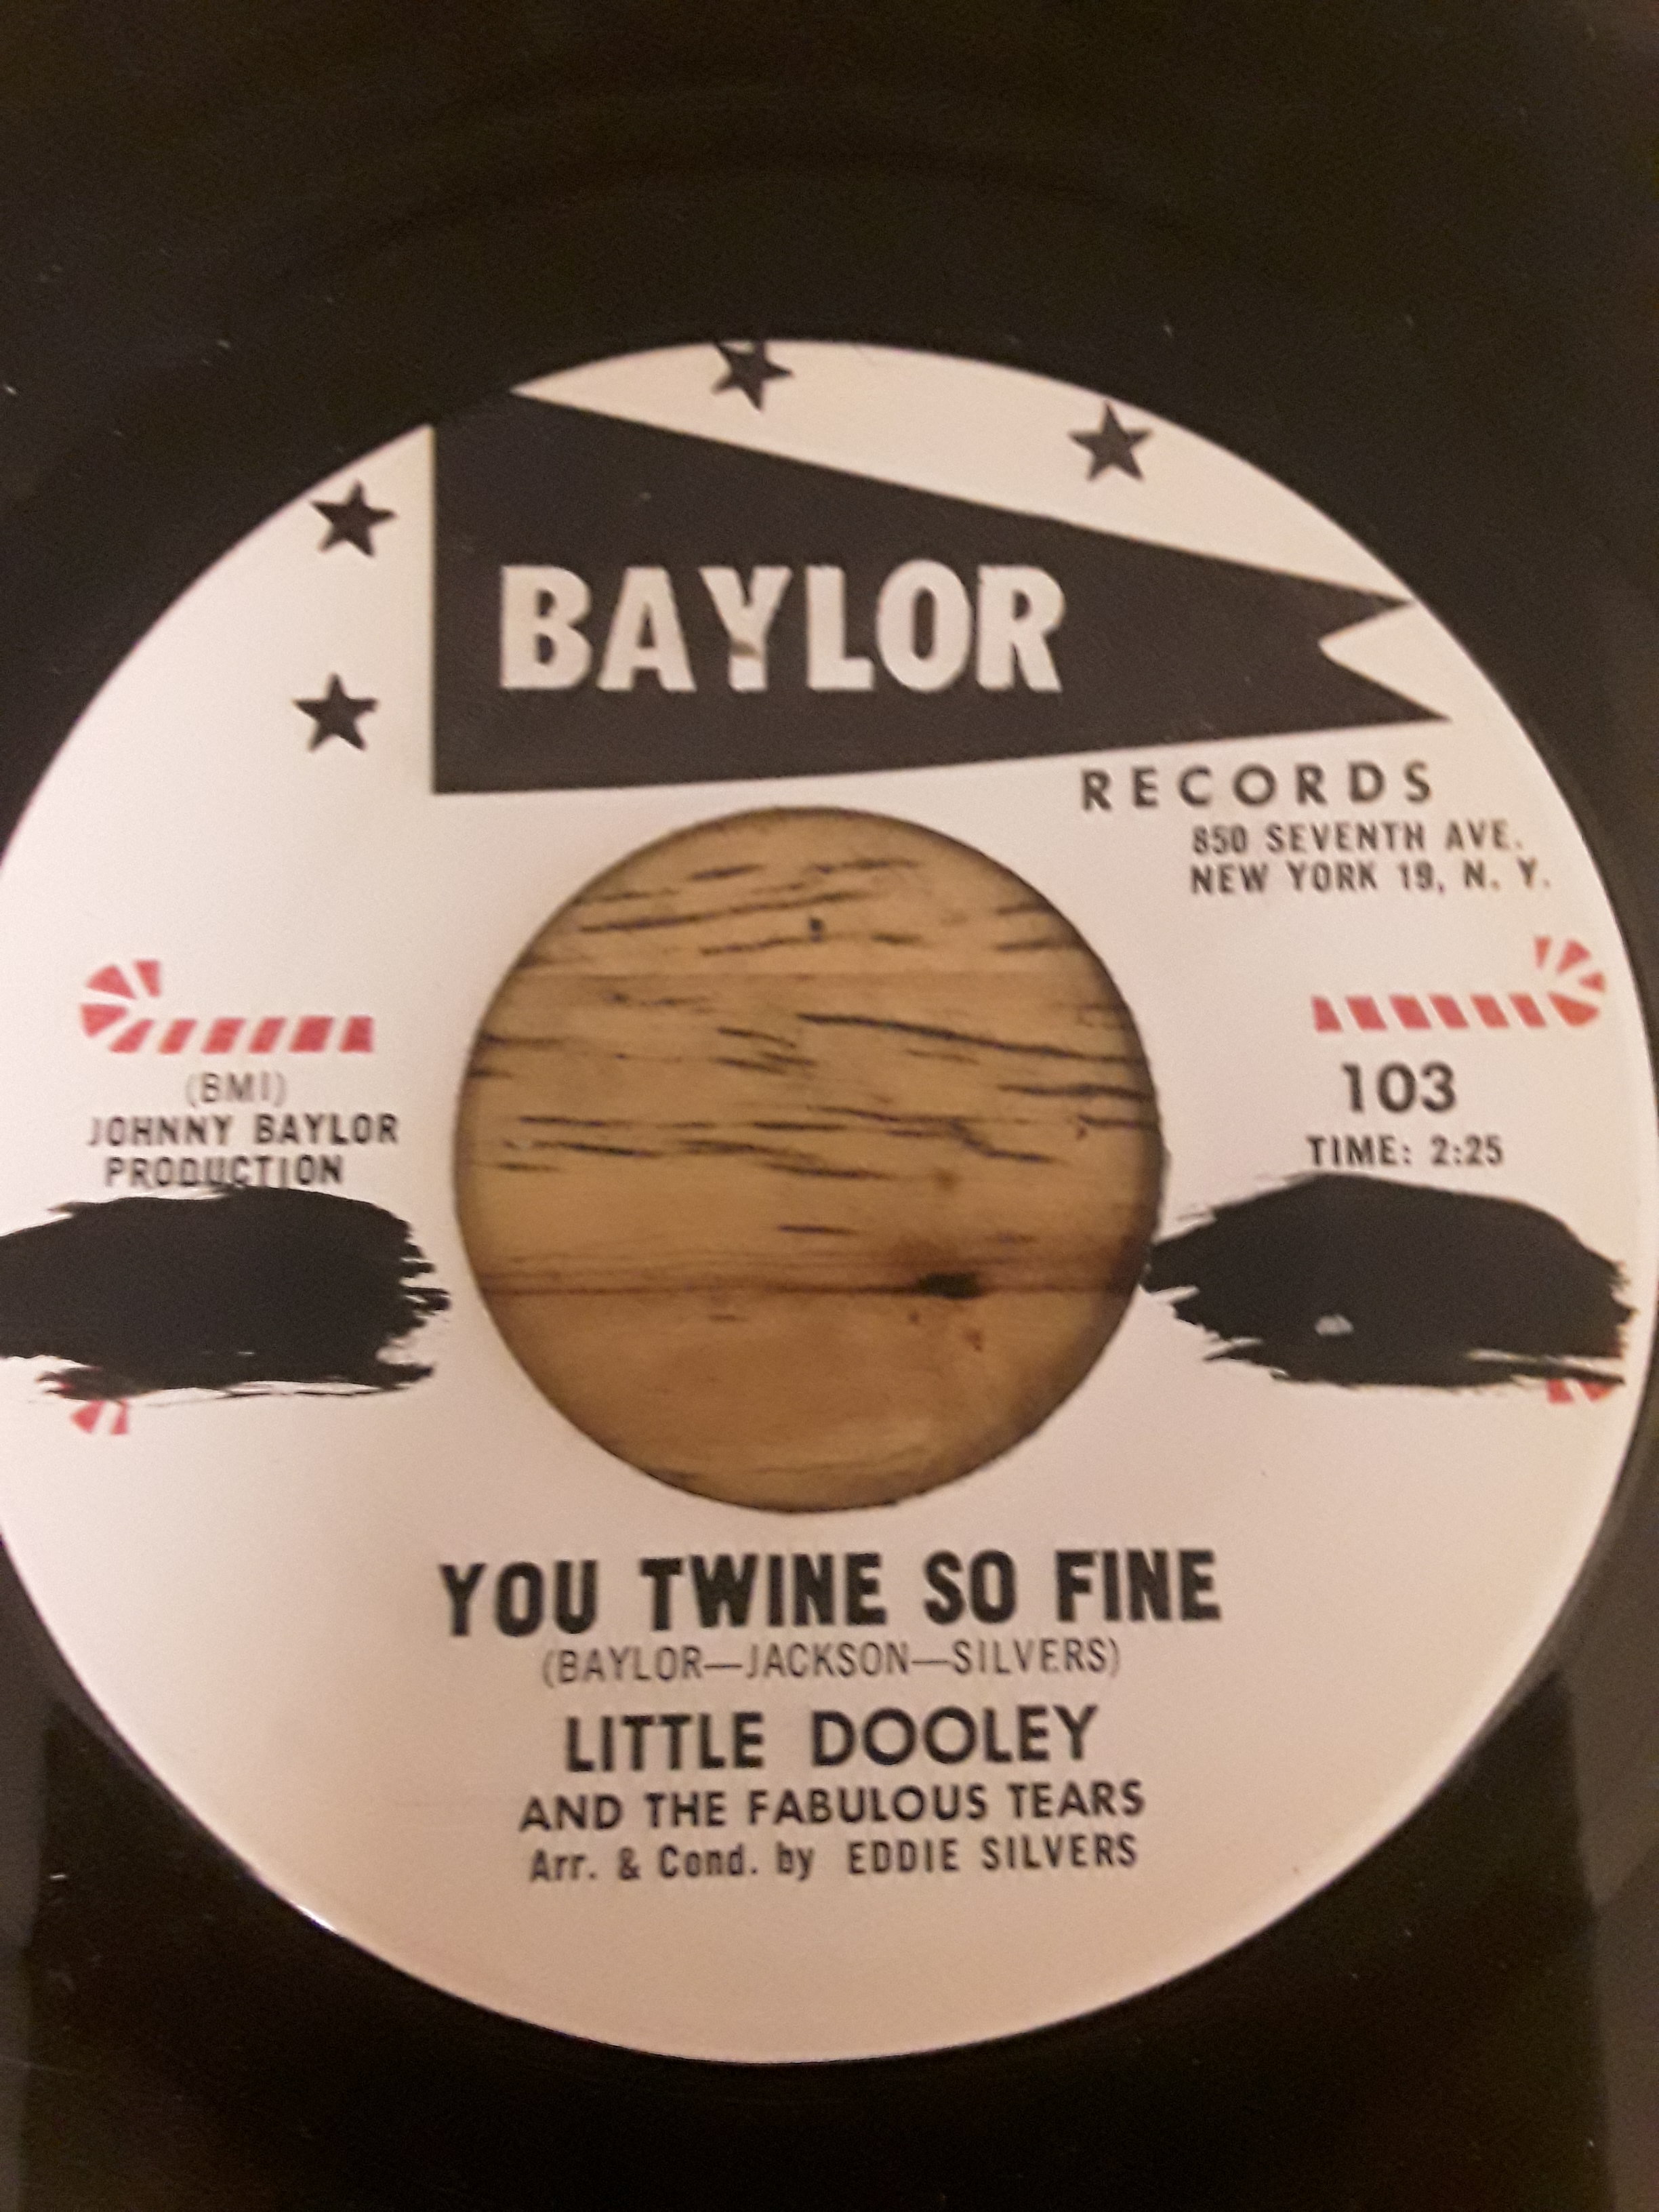 BAYLOR
RECORDS
850 SEVENTH AVE.
NEW YORK 19, N. Y.
(BMI)
JOHNNY BAYLOR
PRODUCTION
103
TIME: 2:25
YOU TWINE SO FINE
(BAYLOR—JACKSON—SILVERS)
LITTLE DOOLEY
AND THE FABULOUS TEARS
Arr. & Cond. by EDDIE SILVERS